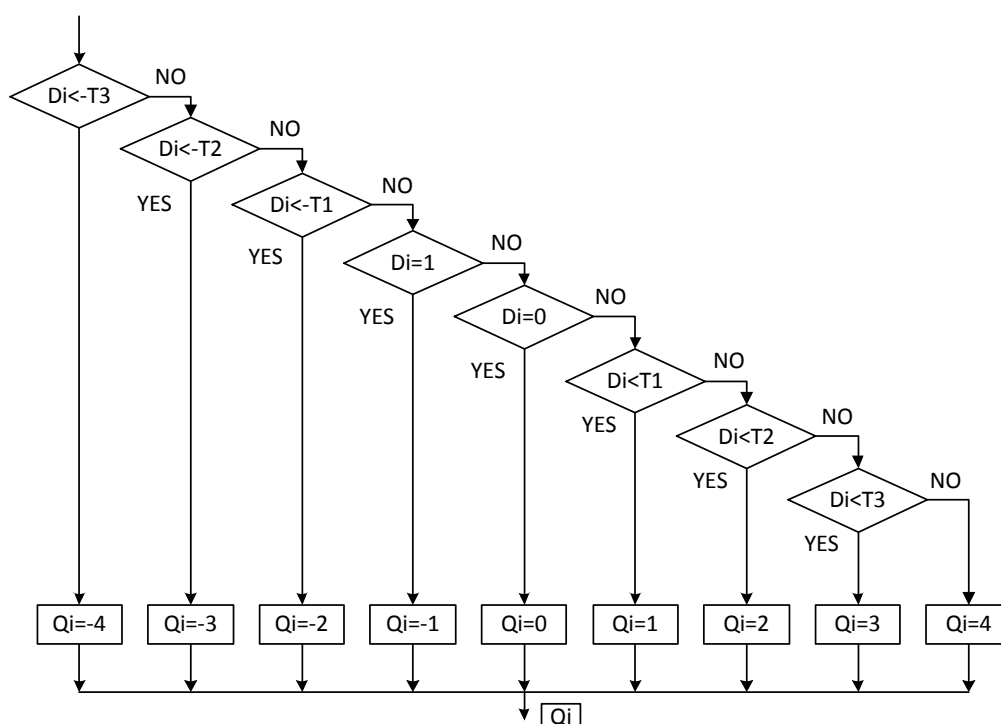 NO
Di<-T3
NO
Di<-T2
NO
YES
Di<-T1
NO
YES
Di=1
NO
YES
Di=0
NO
YES
Di<T1
NO
YES
Di<T2
NO
YES
Di<T3
YES
Qi=-4
Qi=-3
Qi=-2
Qi=-1
Qi=0
Qi=1
Qi=2
Qi=3
Qi=4
Qi